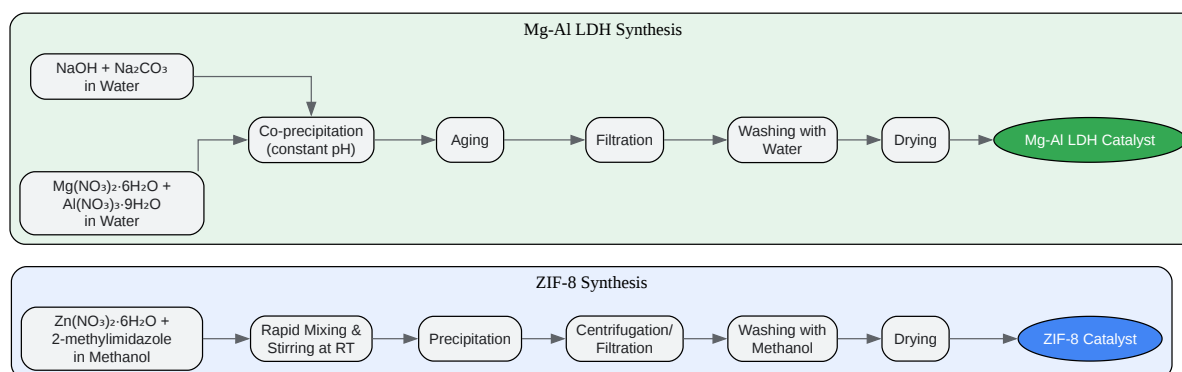 Mg-Al LDH Synthesis
NaOH + Na₂CO₃
in Water
Co-precipitation
(constant pH)
Aging
Filtration
Washing with
Water
Drying
Mg-Al LDH Catalyst
Mg(NO₃)₂·6H₂O +
Al(NO₃)₃·9H₂O
in Water
ZIF-8 Synthesis
Zn(NO₃)₂·6H₂O +
2-methylimidazole
in Methanol
Rapid Mixing &
Stirring at RT
Precipitation
Centrifugation/
Filtration
Washing with
Methanol
Drying
ZIF-8 Catalyst